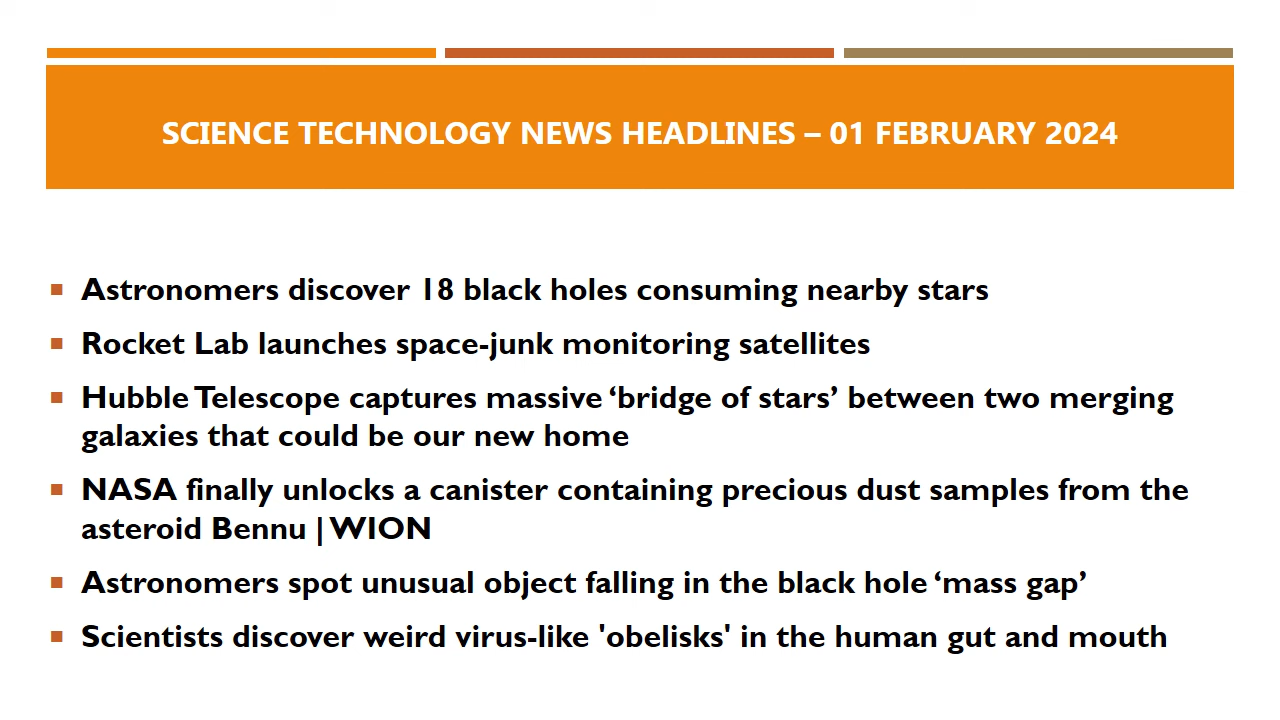 SCIENCE TECHNOLOGY NEWS HEADLINES – 01 FEBRUARY 2024
Astronomers discover 18 black holes consuming nearby stars
Rocket Lab launches space-junk monitoring satellites
Hubble Telescope captures massive ‘bridge of stars’ between two merging
galaxies that could be our new home
NASA finally unlocks a canister containing precious dust samples from the
asteroid Bennu | WION
Astronomers spot unusual object falling in the black hole ‘mass gap’
Scientists discover weird virus-like 'obelisks' in the human gut and mouth